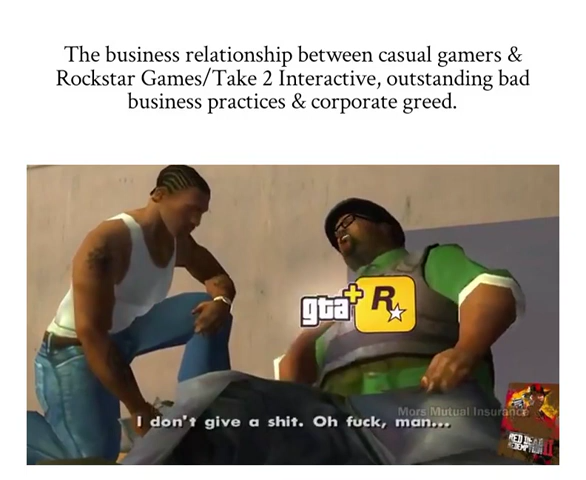 The business relationship between casual gamers &
Rockstar Games/Take 2 Interactive, outstanding bad
business practices & corporate greed.
gta+ R
Mors Mutual Insurance
I don't give a shit. Oh fuck, man...
RED DEAD
REDEMPTION II